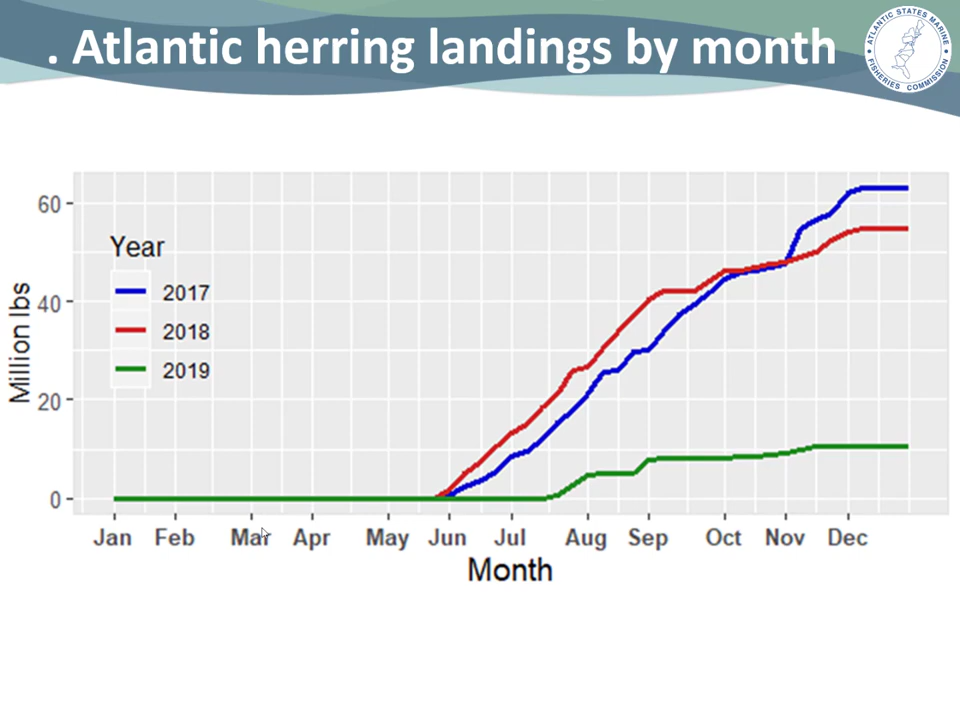 . Atlantic herring landings by month
ATLANTIC STATES MARINE
FISHERIES COMMISSION
60
40
20
0
Million lbs
Year
2017
2018
2019
Jan Feb Mar Apr May Jun Jul Aug Sep Oct Nov Dec
Month